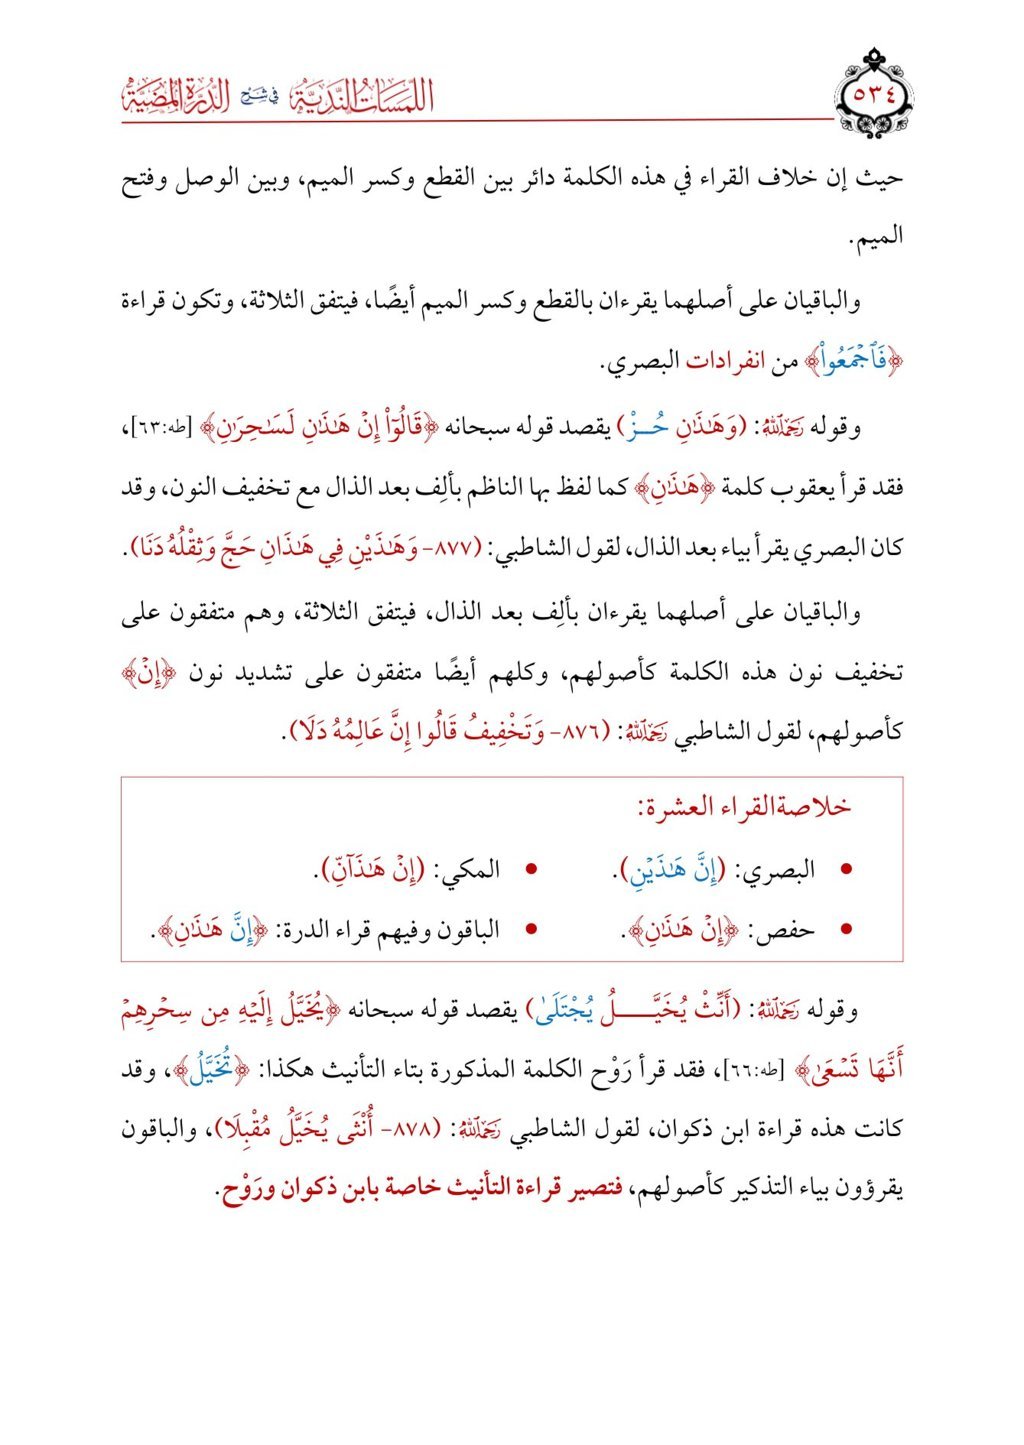 اللمسات الندية في شرح الدرة المضية
٥٣٤
حيث إن خلاف القراء في هذه الكلمة دائر بين القطع وكسر الميم، وبين الوصل وفتح
الميم.
والباقيان على أصلهما يقرءان بالقطع وكسر الميم أيضًا، فيتفق الثلاثة، وتكون قراءة
﴿فَٱجۡمَعُواْ﴾ من انفرادات البصري.
وقوله رَحِمَهُ ٱللَّهُ: (وَهَٰذَانِ حُــزْ) يقصد قوله سبحانه ﴿قَالُوٓاْ إِنۡ هَٰذَٰنِ لَسَٰحِرَٰنِ﴾ [طه:٦٣]،
فقد قرأ يعقوب كلمة ﴿هَٰذَٰنِ﴾ كما لفظ بها الناظم بألِف بعد الذال مع تخفيف النون، وقد
كان البصري يقرأ بياء بعد الذال، لقول الشاطبي: (٨٧٧- وَهَٰذَيْنِ فِي هَٰذَانِ حَجَّ وَثِقْلُهُ دَنَا).
والباقيان على أصلهما يقرءان بألِف بعد الذال، فيتفق الثلاثة، وهم متفقون على
تخفيف نون هذه الكلمة كأصولهم، وكلهم أيضًا متفقون على تشديد نون ﴿إِنۡ﴾
كأصولهم، لقول الشاطبي رَحِمَهُ ٱللَّهُ: (٨٧٦- وَتَخْفِيفُ قَالُوا إِنَّ عَالِمُهُ دَلَا).
خلاصةالقراء العشرة:
• البصري: (إِنَّ هَٰذَيۡنِ). • المكي: (إِنۡ هَٰذَآنِّ).
• حفص: ﴿إِنۡ هَٰذَٰنِ﴾. • الباقون وفيهم قراء الدرة: ﴿إِنَّ هَٰذَٰنِ﴾.
وقوله رَحِمَهُ ٱللَّهُ: (أَنِّثْ يُخَيَّـــــلُ يُجْتَلَىٰ) يقصد قوله سبحانه ﴿يُخَيَّلُ إِلَيۡهِ مِن سِحۡرِهِمۡ
أَنَّهَا تَسۡعَىٰ﴾ [طه:٦٦]، فقد قرأ رَوْح الكلمة المذكورة بتاء التأنيث هكذا: ﴿تُخَيَّلُ﴾، وقد
كانت هذه قراءة ابن ذكوان، لقول الشاطبي رَحِمَهُ ٱللَّهُ: (٨٧٨- أُنْثَى يُخَيَّلُ مُقْبِلَا)، والباقون
يقرؤون بياء التذكير كأصولهم، فتصير قراءة التأنيث خاصة بابن ذكوان ورَوْح.